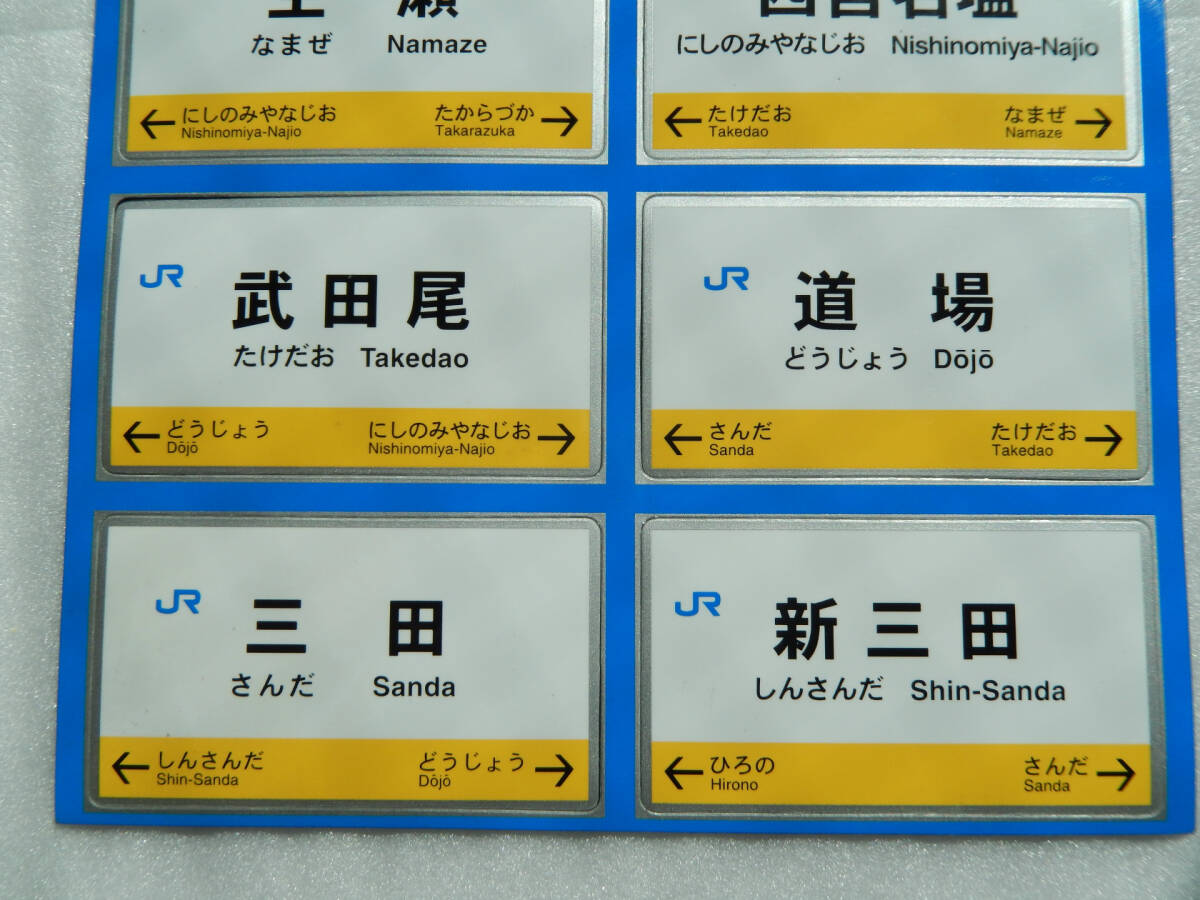 生瀬
なまぜ Namaze
← にしのみやなじお たからづか →
Nishinomiya-Najio Takarazuka
西宮名塩
にしのみやなじお Nishinomiya-Najio
← たけだお なまぜ →
Takedao Namaze
JR 武田尾
たけだお Takedao
← どうじょう にしのみやなじお →
Dōjō Nishinomiya-Najio
JR 道場
どうじょう Dōjō
← さんだ たけだお →
Sanda Takedao
JR 三田
さんだ Sanda
← しんさんだ どうじょう →
Shin-Sanda Dōjō
JR 新三田
しんさんだ Shin-Sanda
← ひろの さんだ →
Hirono Sanda